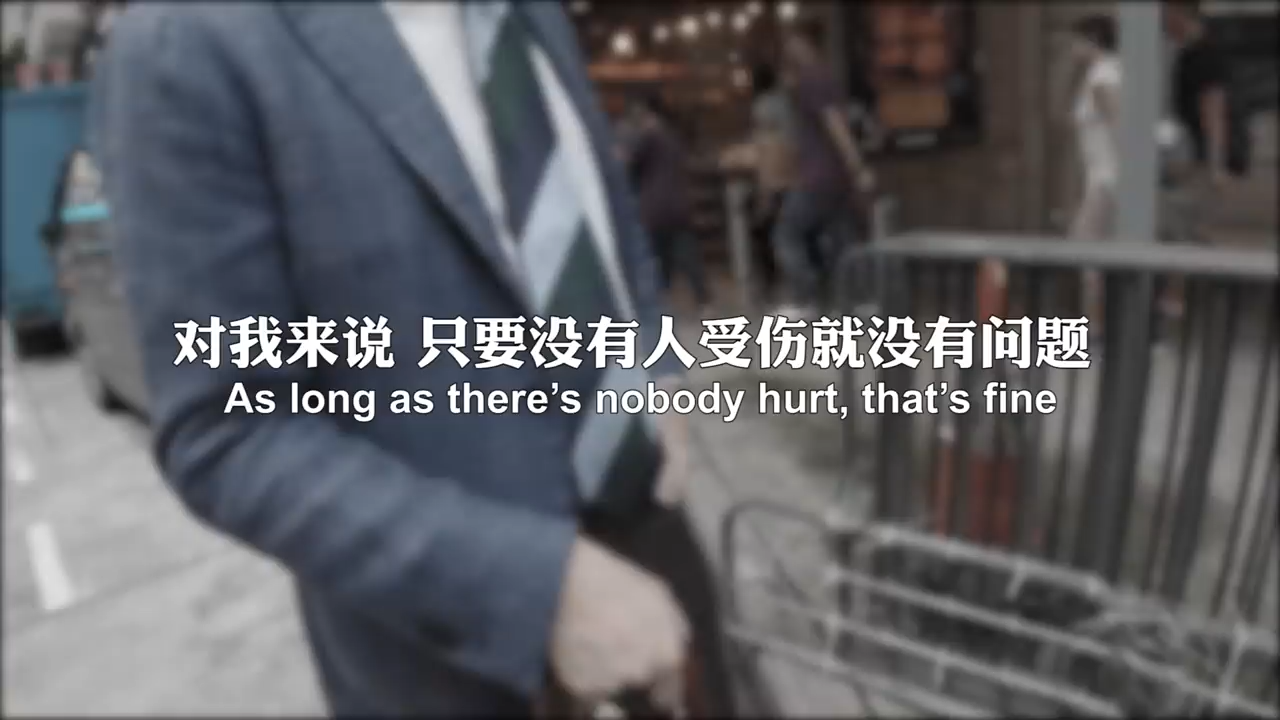 对我来说 只要没有人受伤就没有问题
As long as there’s nobody hurt, that’s fine